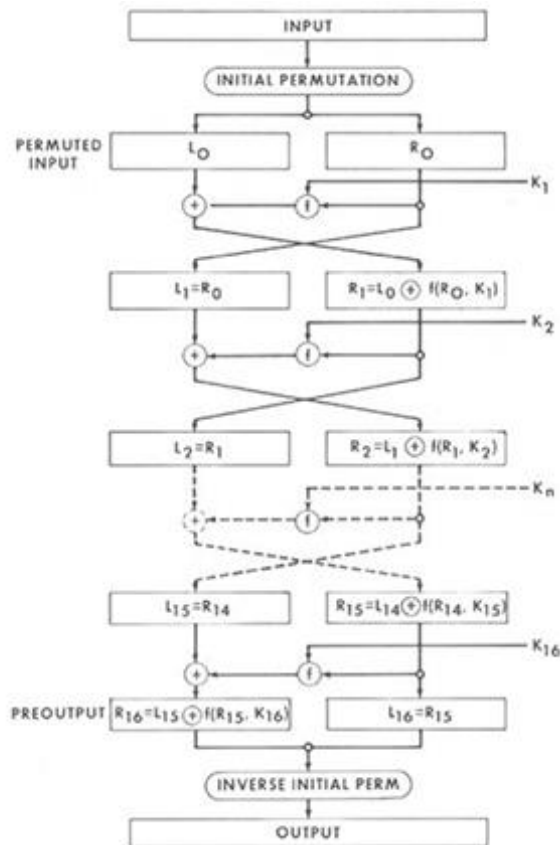 INPUT
INITIAL PERMUTATION
PERMUTED
INPUT
L0
R0
K1
+
f
L1=R0
R1=L0 ⊕ f(R0, K1)
K2
+
f
L2=R1
R2=L1 ⊕ f(R1, K2)
Kn
+
f
L15=R14
R15=L14 ⊕ f(R14, K15)
K16
+
f
PREOUTPUT
R16=L15 ⊕ f(R15, K16)
L16=R15
INVERSE INITIAL PERM
OUTPUT